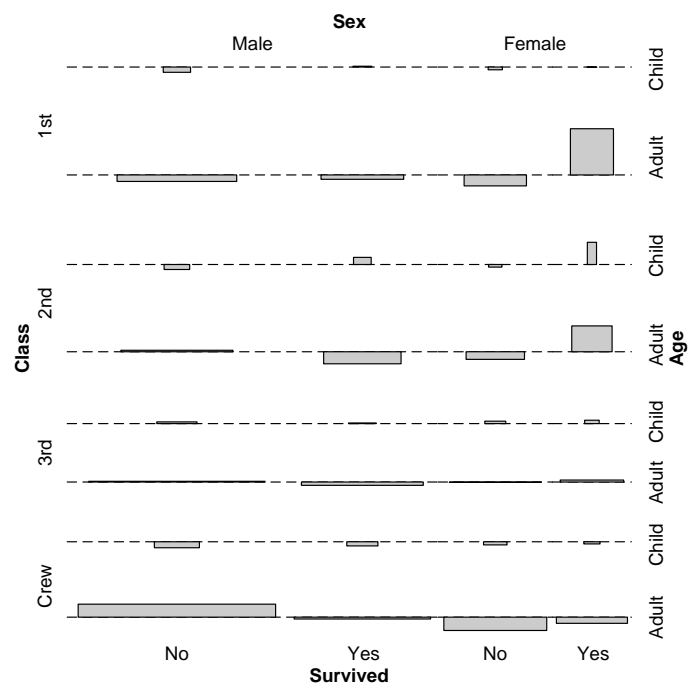 Sex
Male Female
Child
1st
Adult
Child
2nd
Adult
Class
Age
Child
3rd
Adult
Child
Crew
Adult
No Yes No Yes
Survived